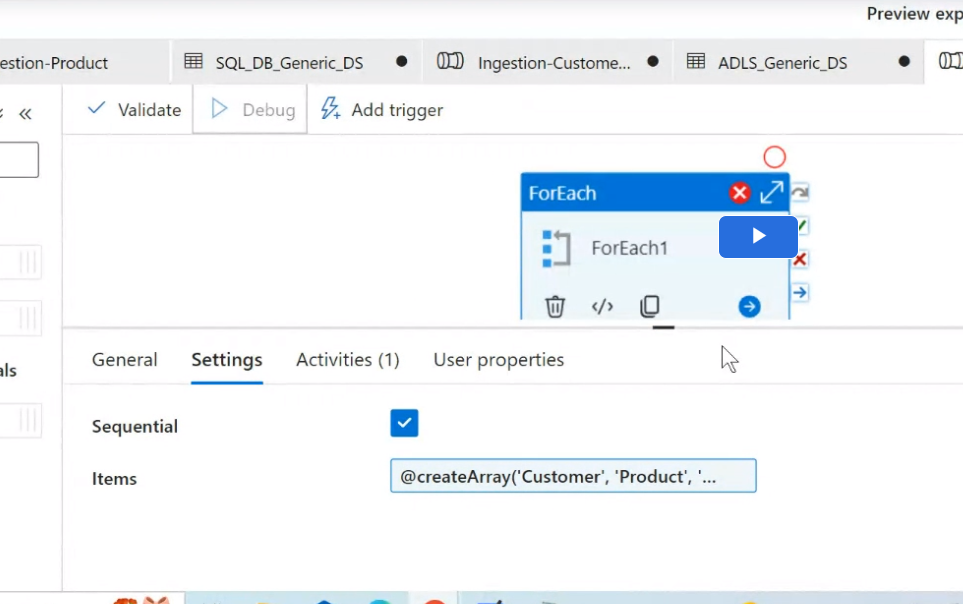 Preview exp
estion-Product
SQL_DB_Generic_DS
Ingestion-Custome...
ADLS_Generic_DS
Validate
Debug
Add trigger
ForEach
ForEach1
General
Settings
Activities (1)
User properties
als
Sequential
Items
@createArray('Customer', 'Product', '...